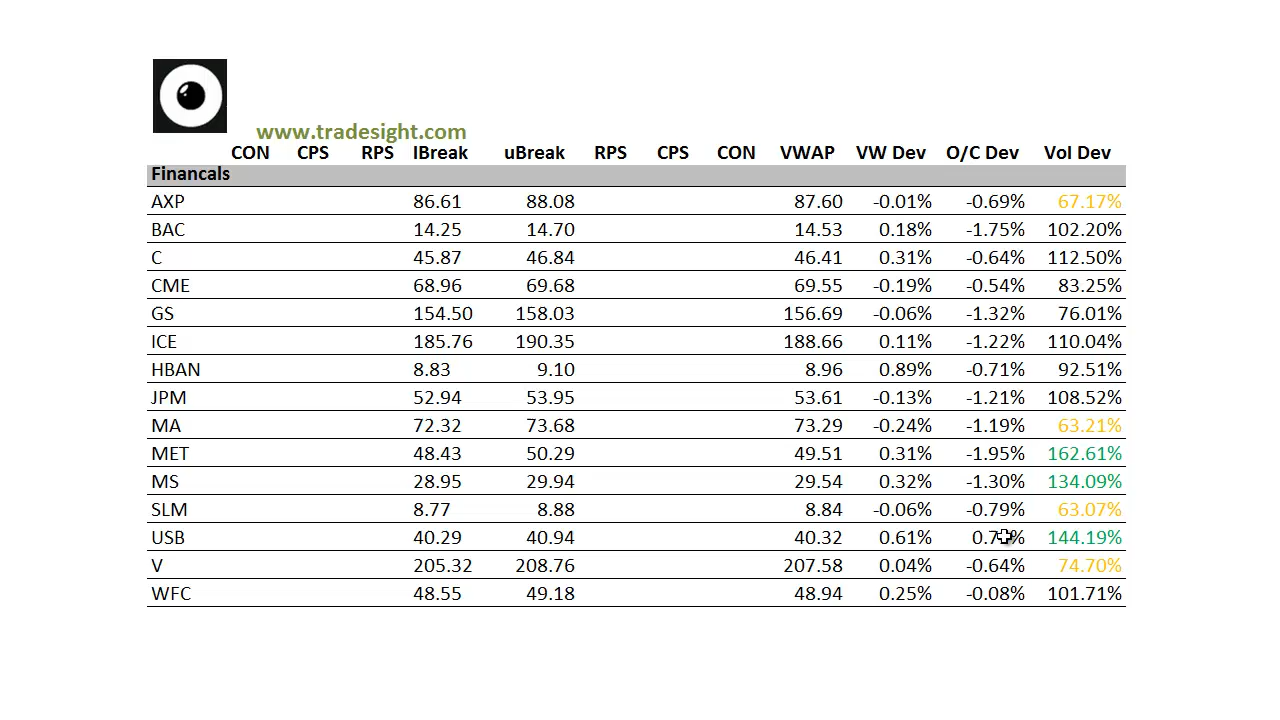 www.tradesight.com
CON CPS RPS lBreak uBreak RPS CPS CON VWAP VW Dev O/C Dev Vol Dev
Financals
AXP 86.61 88.08 87.60 -0.01% -0.69% 67.17%
BAC 14.25 14.70 14.53 0.18% -1.75% 102.20%
C 45.87 46.84 46.41 0.31% -0.64% 112.50%
CME 68.96 69.68 69.55 -0.19% -0.54% 83.25%
GS 154.50 158.03 156.69 -0.06% -1.32% 76.01%
ICE 185.76 190.35 188.66 0.11% -1.22% 110.04%
HBAN 8.83 9.10 8.96 0.89% -0.71% 92.51%
JPM 52.94 53.95 53.61 -0.13% -1.21% 108.52%
MA 72.32 73.68 73.29 -0.24% -1.19% 63.21%
MET 48.43 50.29 49.51 0.31% -1.95% 162.61%
MS 28.95 29.94 29.54 0.32% -1.30% 134.09%
SLM 8.77 8.88 8.84 -0.06% -0.79% 63.07%
USB 40.29 40.94 40.32 0.61% 144.19%
V 205.32 208.76 207.58 0.04% -0.64% 74.70%
WFC 48.55 49.18 48.94 0.25% -0.08% 101.71%